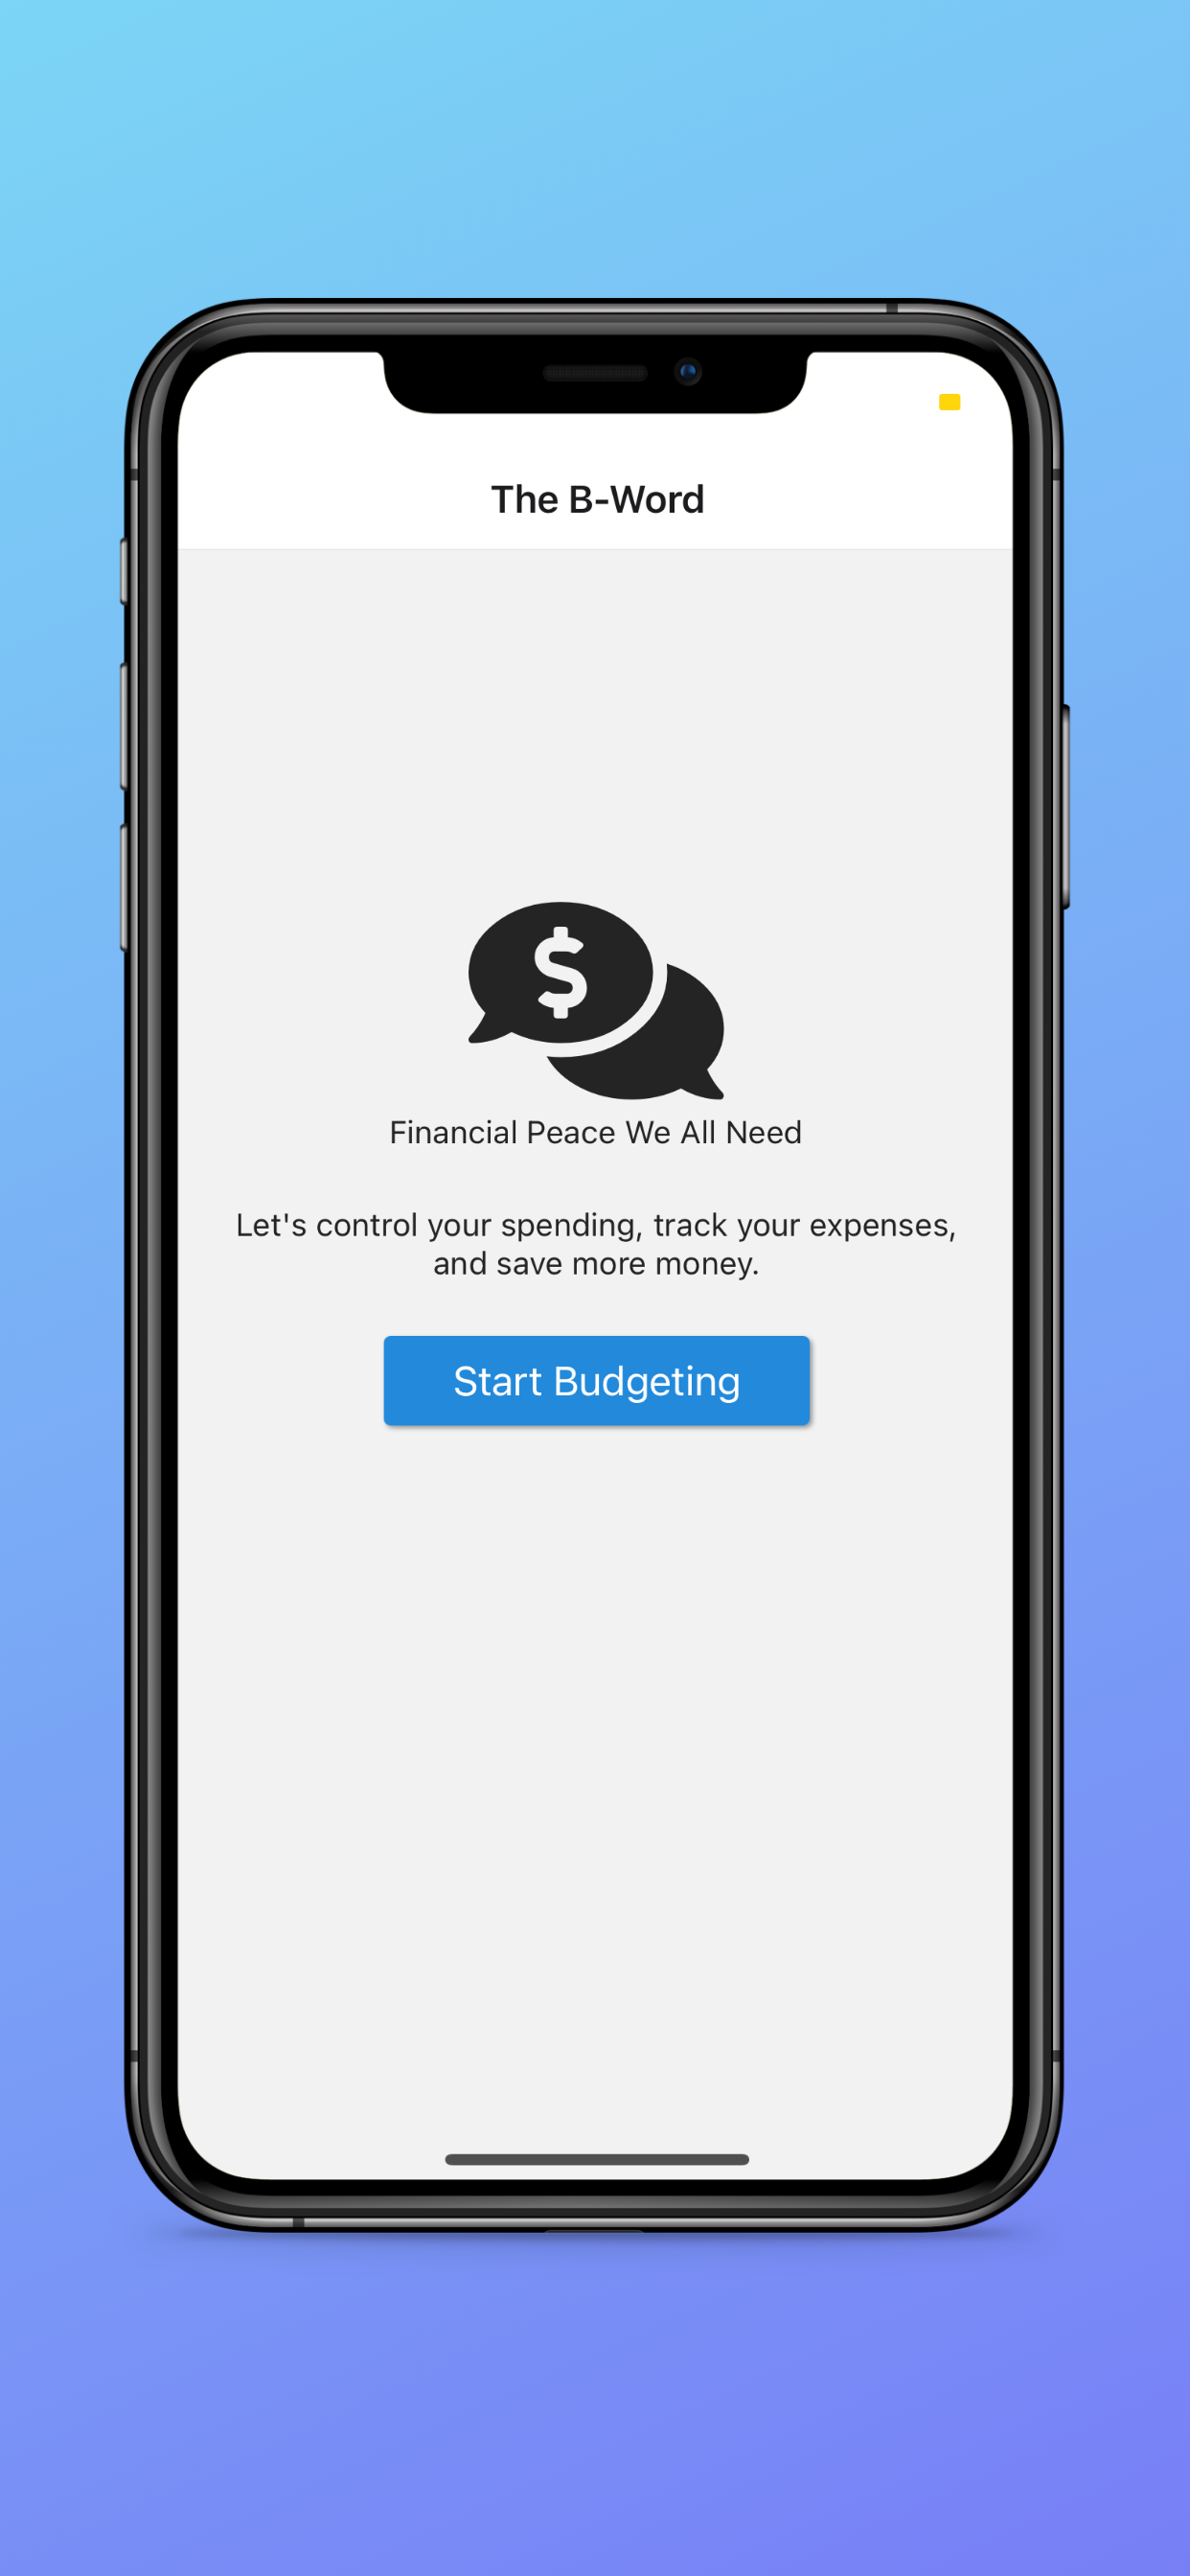 The B-Word
$
Financial Peace We All Need
Let's control your spending, track your expenses,
and save more money.
Start Budgeting